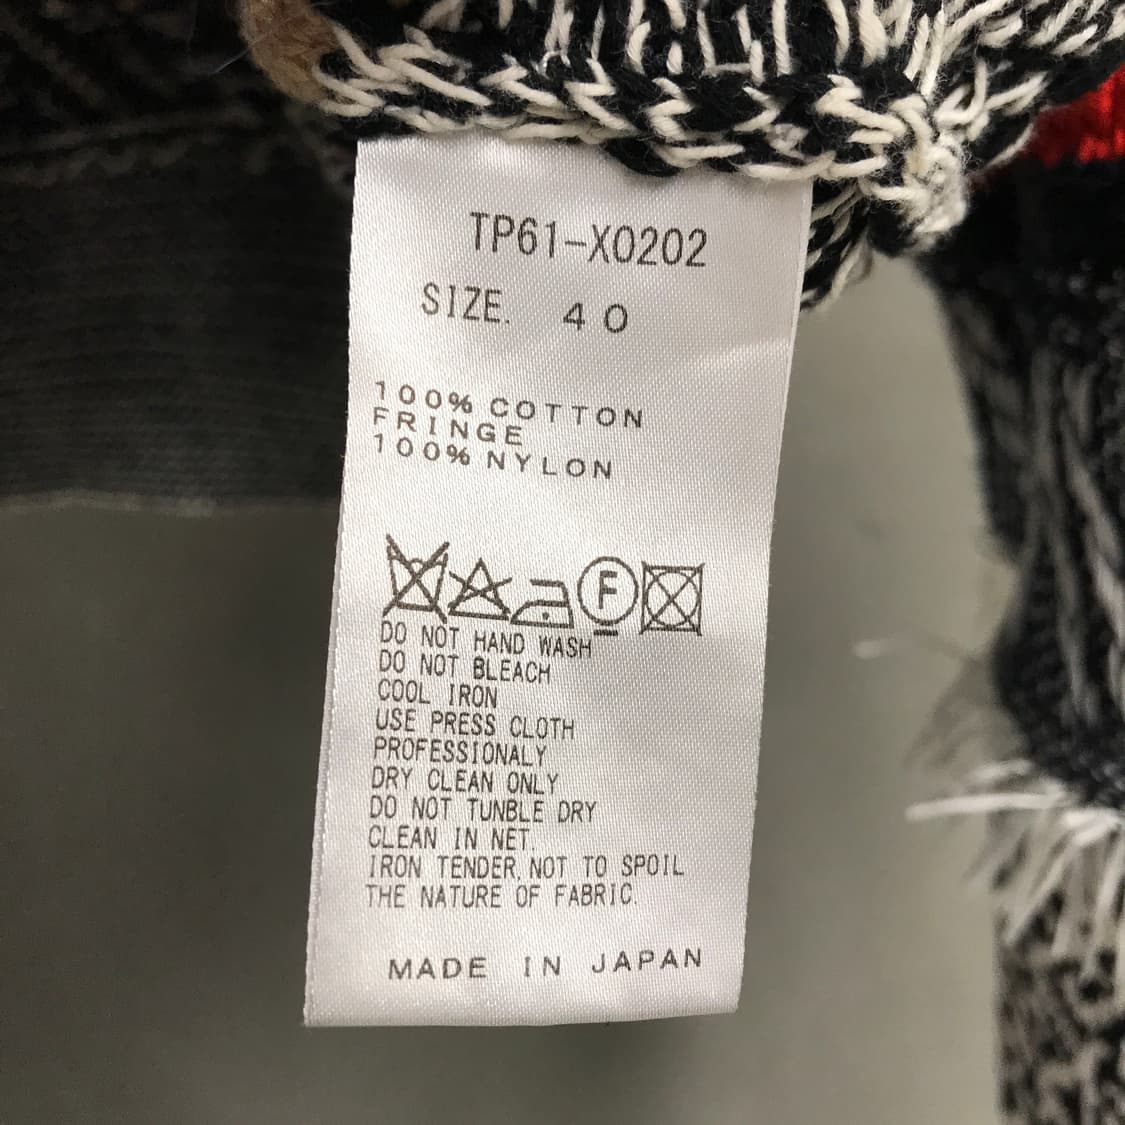 TP61-X0202
SIZE. 40
100% COTTON
FRINGE
100% NYLON
F
DO NOT HAND WASH
DO NOT BLEACH
COOL IRON
USE PRESS CLOTH
PROFESSIONALY
DRY CLEAN ONLY
DO NOT TUNBLE DRY
CLEAN IN NET.
IRON TENDER, NOT TO SPOIL
THE NATURE OF FABRIC.
MADE IN JAPAN